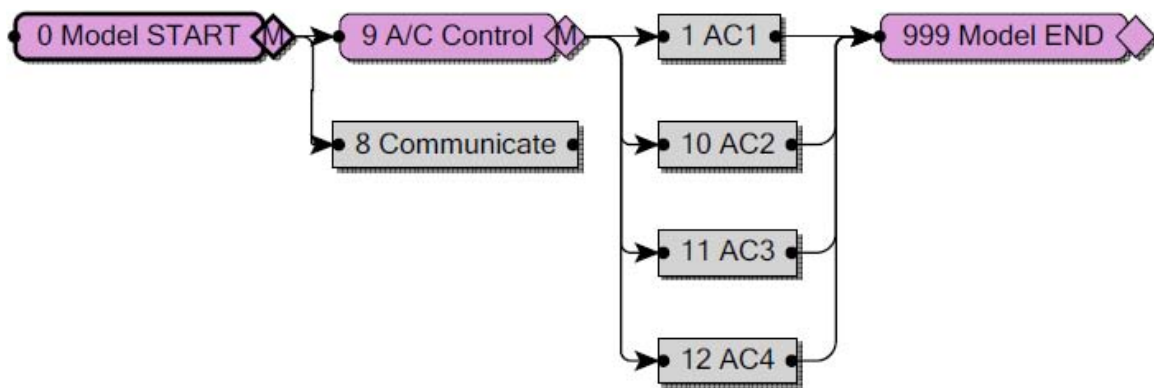 0 Model START M
9 A/C Control M
1 AC1
999 Model END
8 Communicate
10 AC2
11 AC3
12 AC4